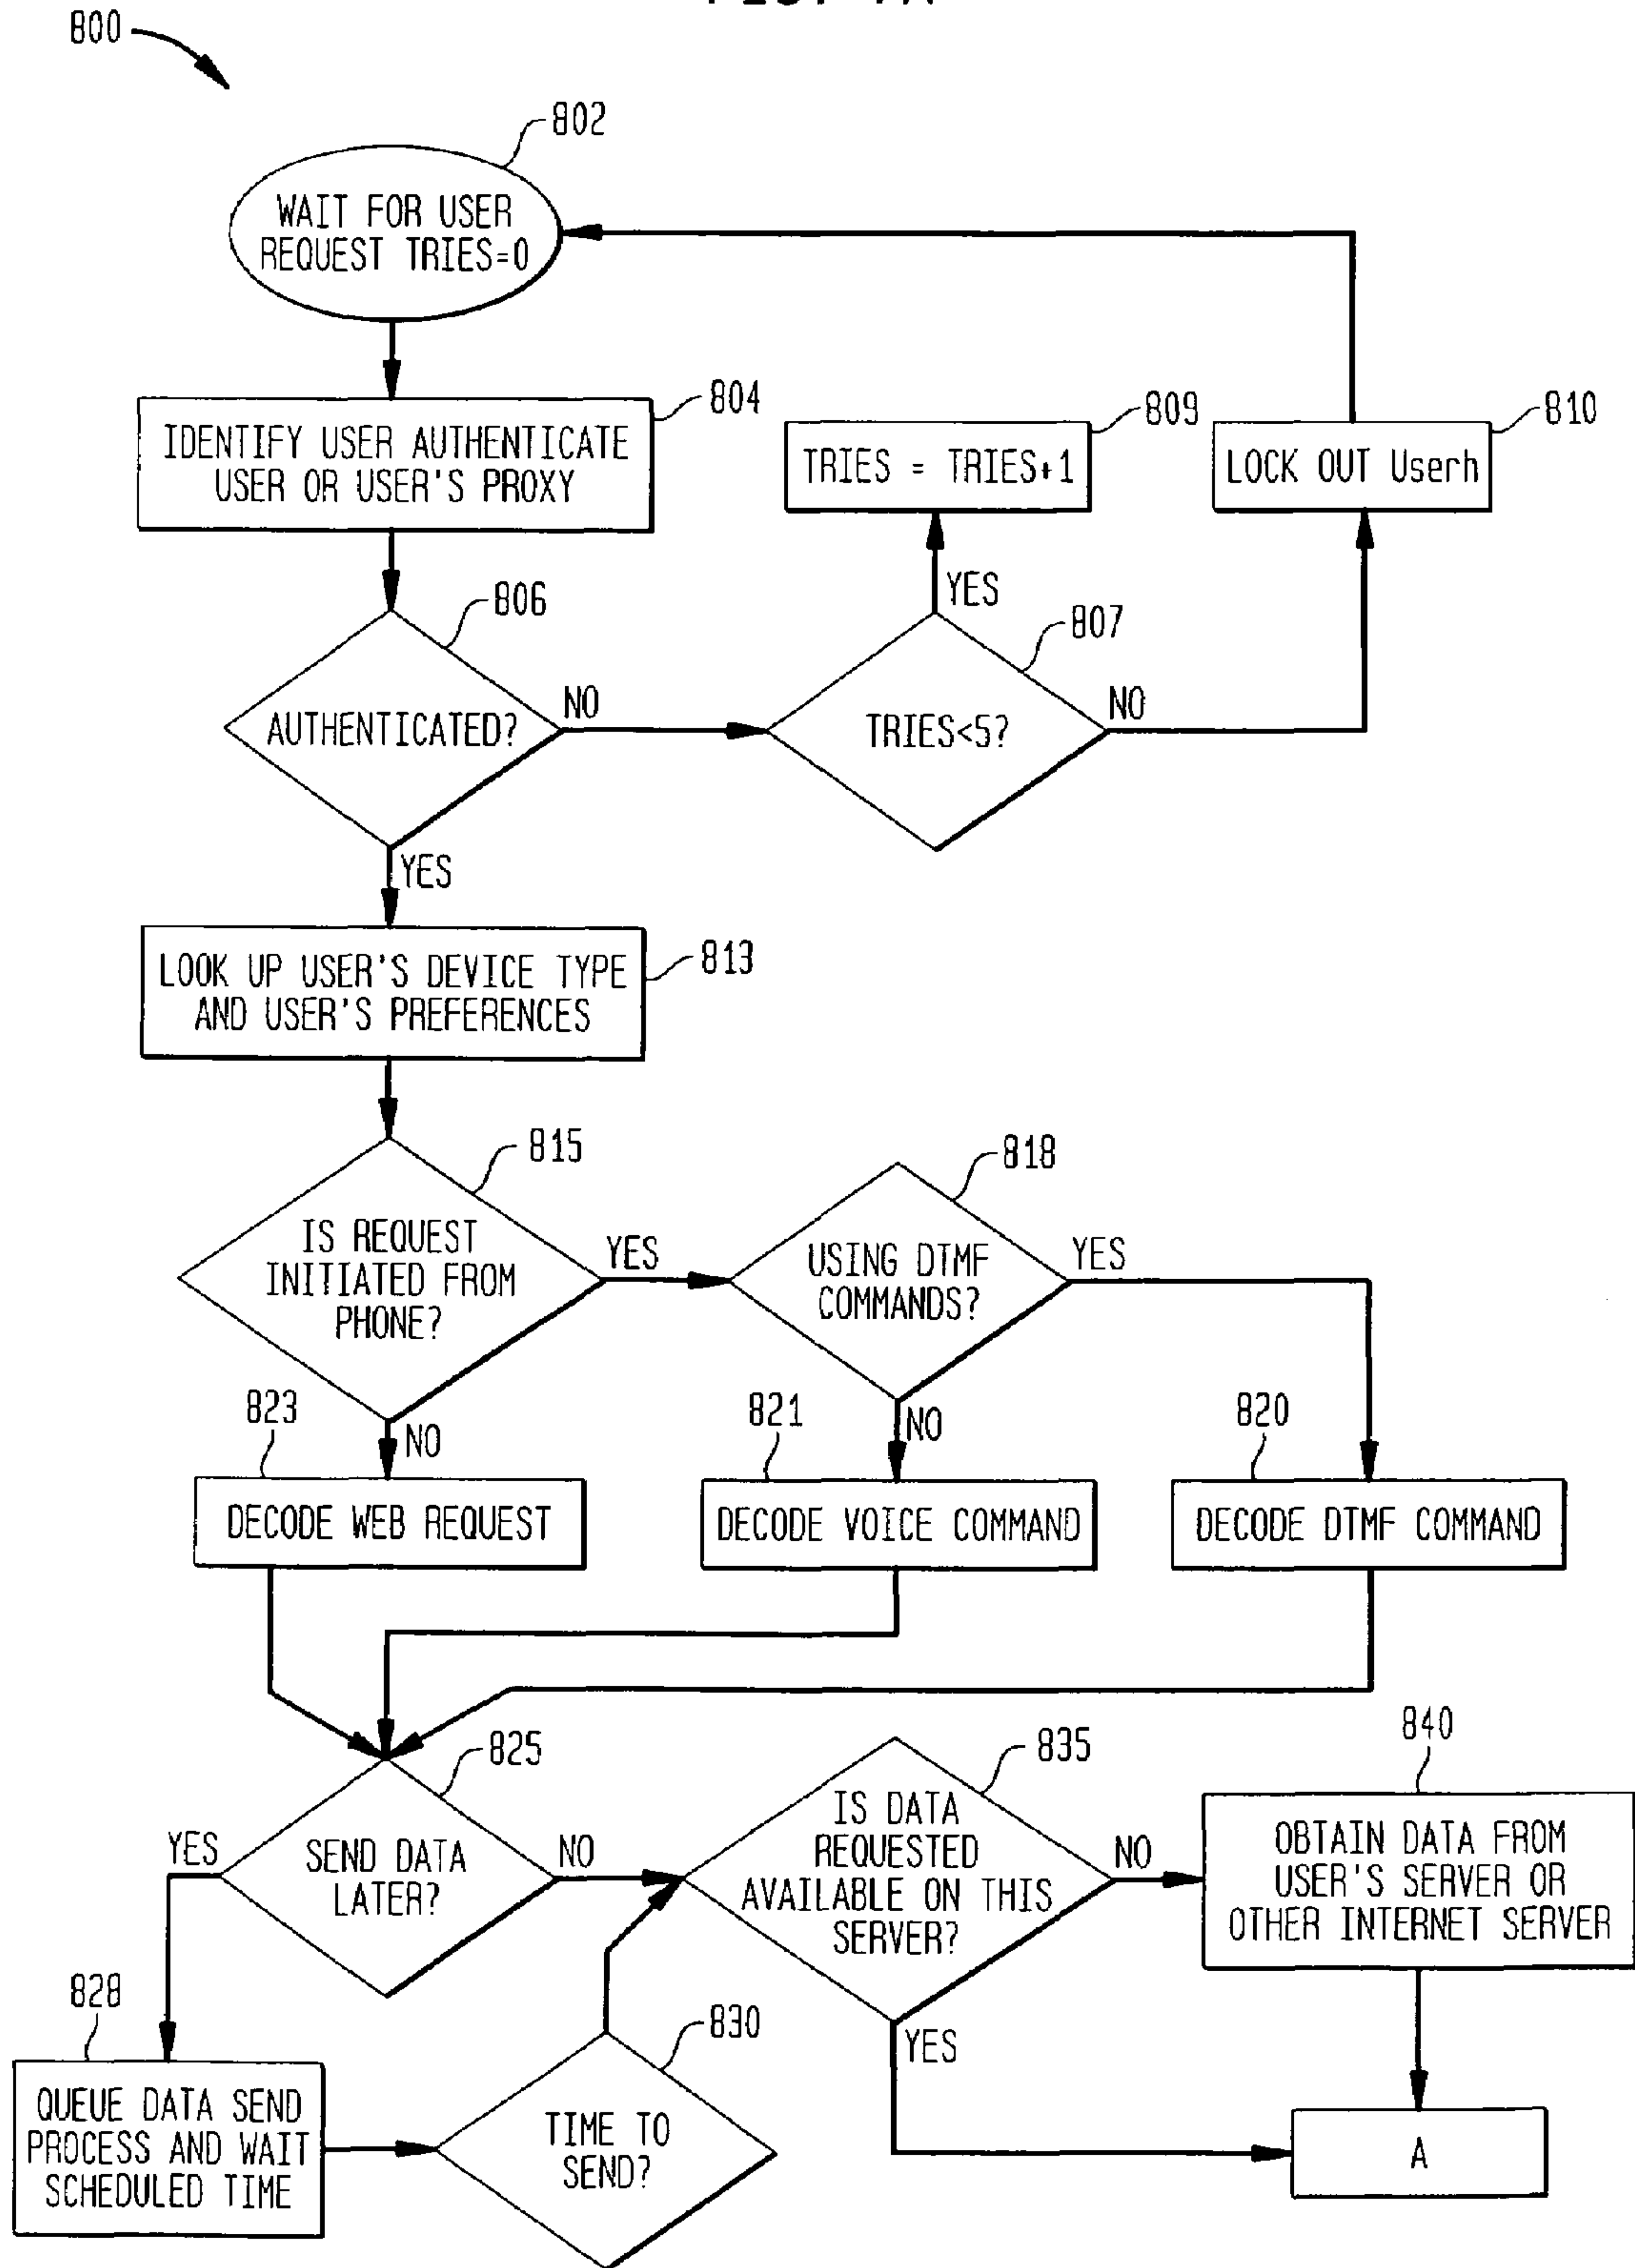 800
802
WAIT FOR USER
REQUEST TRIES=0
804
IDENTIFY USER AUTHENTICATE
USER OR USER'S PROXY
809
TRIES = TRIES+1
810
LOCK OUT Userh
YES
806
AUTHENTICATED?
NO
807
TRIES<5?
NO
YES
813
LOOK UP USER'S DEVICE TYPE
AND USER'S PREFERENCES
815
IS REQUEST
INITIATED FROM
PHONE?
YES
818
USING DTMF
COMMANDS?
YES
NO
NO
823
DECODE WEB REQUEST
821
DECODE VOICE COMMAND
820
DECODE DTMF COMMAND
825
SEND DATA
LATER?
YES
NO
835
IS DATA
REQUESTED
AVAILABLE ON THIS
SERVER?
NO
YES
840
OBTAIN DATA FROM
USER'S SERVER OR
OTHER INTERNET SERVER
828
QUEUE DATA SEND
PROCESS AND WAIT
SCHEDULED TIME
830
TIME TO
SEND?
A